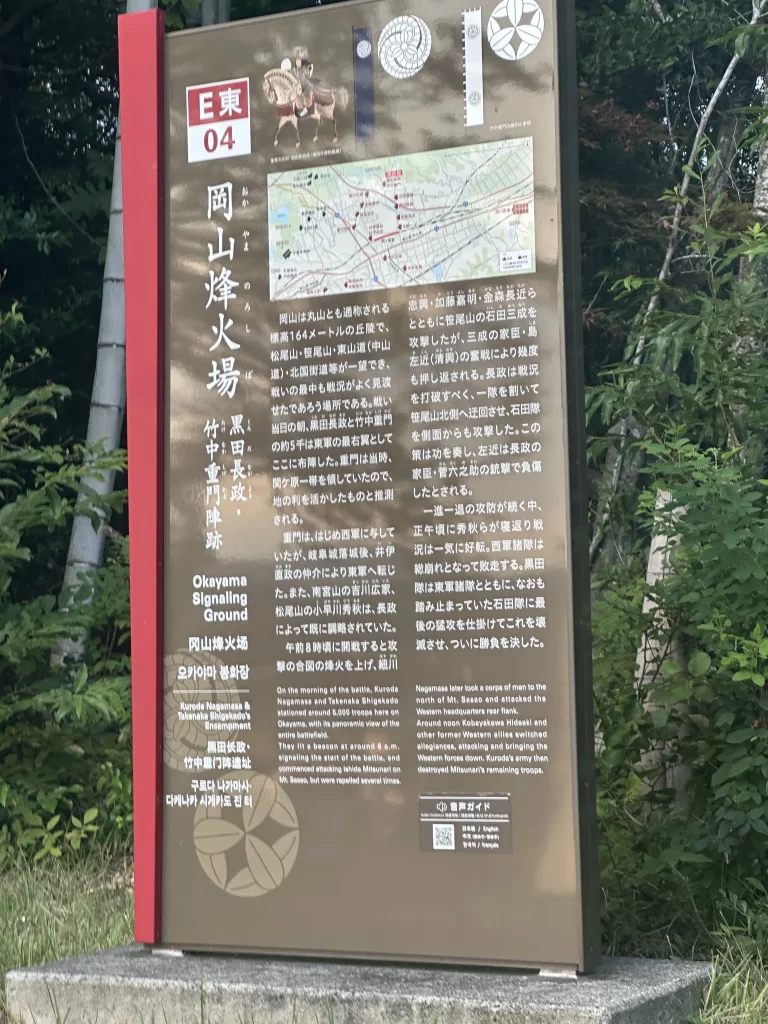 E東
04
岡山烽火場
おか やま の ろ し ば
黒田長政・
竹中重門陣跡
Okayama
Signaling
Ground
冈山烽火场
오카야마 봉화장
Kuroda Nagamasa &
Takenaka Shigekado's
Encampment
黑田长政·
竹中重门阵遗址
구로다 나가마사·
다케나카 시게카도 진 터
岡山は丸山とも通称される
標高164メートルの丘陵で、
松尾山・笹尾山・東山道(中山
道)・北国街道等が一望でき、
戦いの最中も戦況がよく見渡
せたであろう場所である。戦い
当日の朝、黒田長政と竹中重門
の約5千は東軍の最右翼として
ここに布陣した。重門は当時、
関ケ原一帯を領していたので、
地の利を活かしたものと推測
される。
重門は、はじめ西軍に与して
いたが、岐阜城落城後、井伊
直政の仲介により東軍へ転じ
た。また、南宮山の吉川広家、
松尾山の小早川秀秋は、長政
によって既に調略されていた。
午前8時頃に開戦すると攻
撃の合図の烽火を上げ、細川
忠興・加藤嘉明・金森長近ら
とともに笹尾山の石田三成を
攻撃したが、三成の家臣・島
左近(清興)の奮戦により幾度
も押し返される。長政は戦況
を打破すべく、一隊を割いて
笹尾山北側へ迂回させ、石田隊
を側面からも攻撃した。この
策は功を奏し、左近は長政の
家臣・菅六之助の銃撃で負傷
したとされる。
一進一退の攻防が続く中、
正午頃に秀秋らが寝返り戦
況は一気に好転。西軍諸隊は
総崩れとなって敗走する。黒田
隊は東軍諸隊とともに、なおも
踏み止まっていた石田隊に最
後の猛攻を仕掛けてこれを壊
滅させ、ついに勝負を決した。
On the morning of the battle, Kuroda
Nagamasa and Takenaka Shigekado
stationed around 5,000 troops here on
Okayama, with its panoramic view of the
entire battlefield.
They lit a beacon at around 8 a.m.
signaling the start of the battle, and
commenced attacking Ishida Mitsunari on
Mt. Sasao, but were repelled several times.
Nagamasa later took a corps of men to the
north of Mt. Sasao and attacked the
Western headquarters rear flank.
Around noon Kobayakawa Hideaki and
other former Western allies switched
allegiances, attacking and bringing the
Western forces down. Kuroda's army then
destroyed Mitsunari's remaining troops.
音声ガイド
日本語 / English
한국어 / français